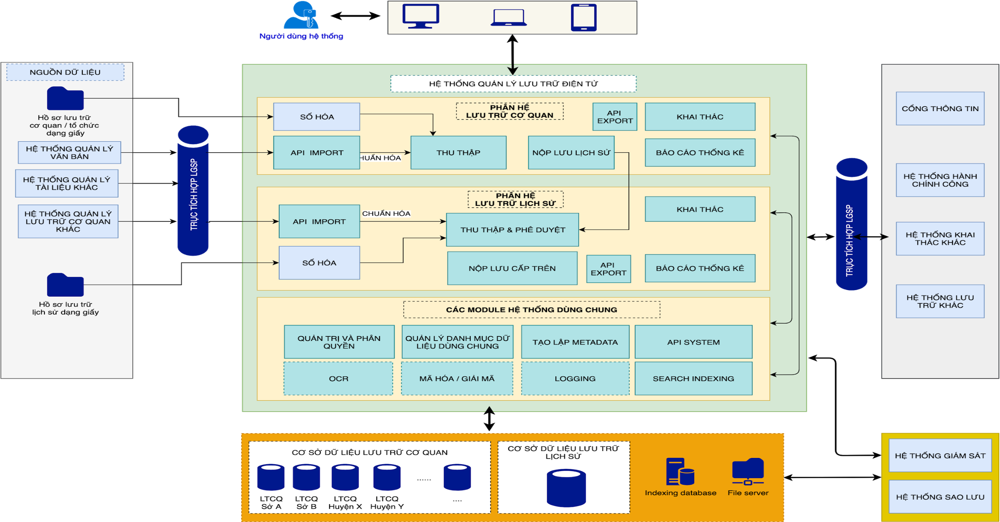 Người dùng hệ thống
NGUỒN DỮ LIỆU
Hồ sơ lưu trữ
cơ quan / tổ chức
dạng giấy
HỆ THỐNG QUẢN LÝ
VĂN BẢN
HỆ THỐNG QUẢN LÝ
TÀI LIỆU KHÁC
HỆ THỐNG QUẢN LÝ
LƯU TRỮ CƠ QUAN
KHÁC
Hồ sơ lưu trữ
lịch sử dạng giấy
TRỤC TÍCH HỢP LGSP
HỆ THỐNG QUẢN LÝ LƯU TRỮ ĐIỆN TỬ
PHÂN HỆ
LƯU TRỮ CƠ QUAN
SỐ HÓA
API EXPORT
KHAI THÁC
API IMPORT
HUẨN HÓA
THU THẬP
NỘP LƯU LỊCH SỬ
BÁO CÁO THỐNG KÊ
PHÂN HỆ
LƯU TRỮ LỊCH SỬ
API IMPORT
CHUẨN HÓA
THU THẬP & PHÊ DUYỆT
KHAI THÁC
SỐ HÓA
NỘP LƯU CẤP TRÊN
API
EXPORT
BÁO CÁO THỐNG KÊ
CÁC MODULE HỆ THỐNG DÙNG CHUNG
QUẢN TRỊ VÀ PHÂN
QUYỀN
QUẢN LÝ DANH MỤC DỮ
LIỆU DÙNG CHUNG
TẠO LẬP METADATA
API SYSTEM
OCR
MÃ HÓA / GIẢI MÃ
LOGGING
SEARCH INDEXING
TRỤC TÍCH HỢP LGSP
CỔNG THÔNG TIN
HỆ THỐNG HÀNH
CHÍNH CÔNG
HỆ THỐNG KHAI
THÁC KHÁC
HỆ THỐNG LƯU
TRỮ KHÁC
CƠ SỞ DỮ LIỆU LƯU TRỮ CƠ QUAN
LTCQ
Sở A
LTCQ
Sở B
LTCQ
Huyện X
LTCQ
Huyện Y
......
....
CƠ SỞ DỮ LIỆU LƯU TRỮ
LỊCH SỬ
Indexing database
File server
HỆ THỐNG GIÁM SÁT
HỆ THỐNG SAO LƯU